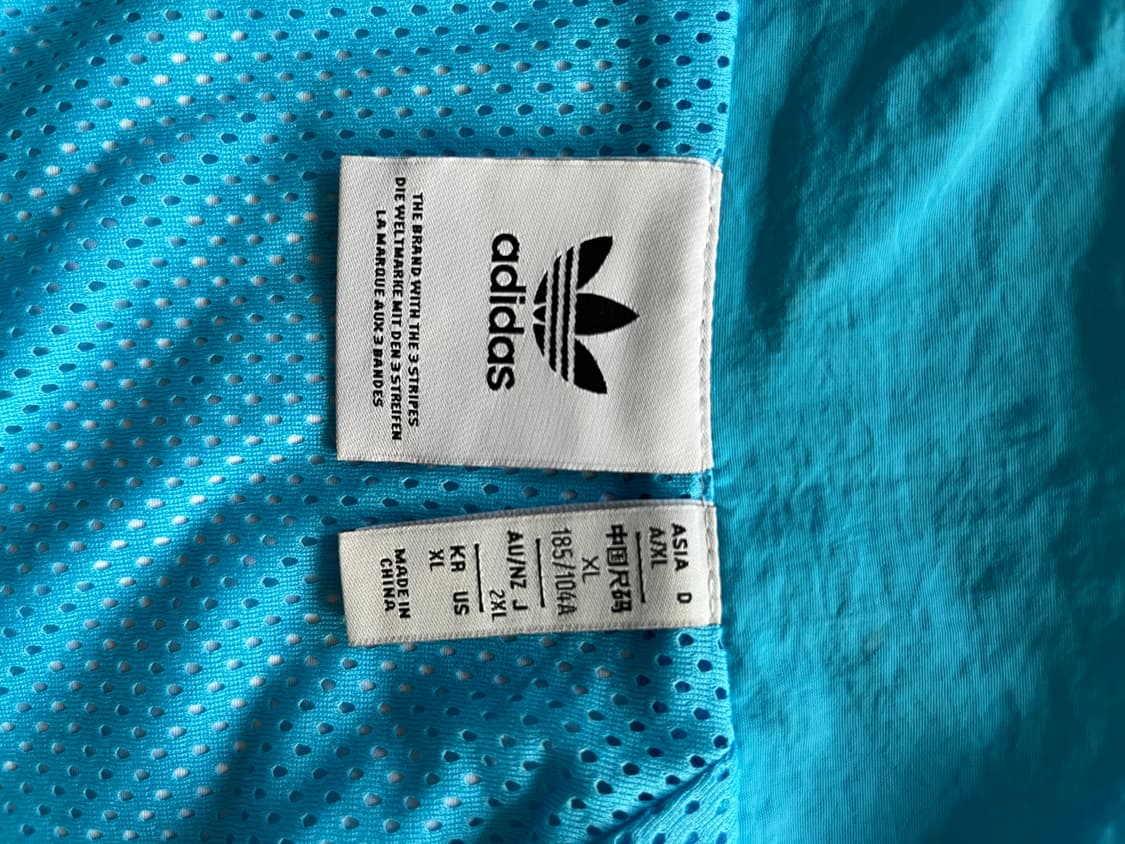 adidas
THE BRAND WITH THE 3 STRIPES
DIE WELTMARKE MIT DEN 3 STREIFEN
LA MARQUE AUX 3 BANDES
ASIA D
A/XL
中国尺码
XL
185/104A
AU/NZ J
2XL
KR US
XL
MADE IN
CHINA